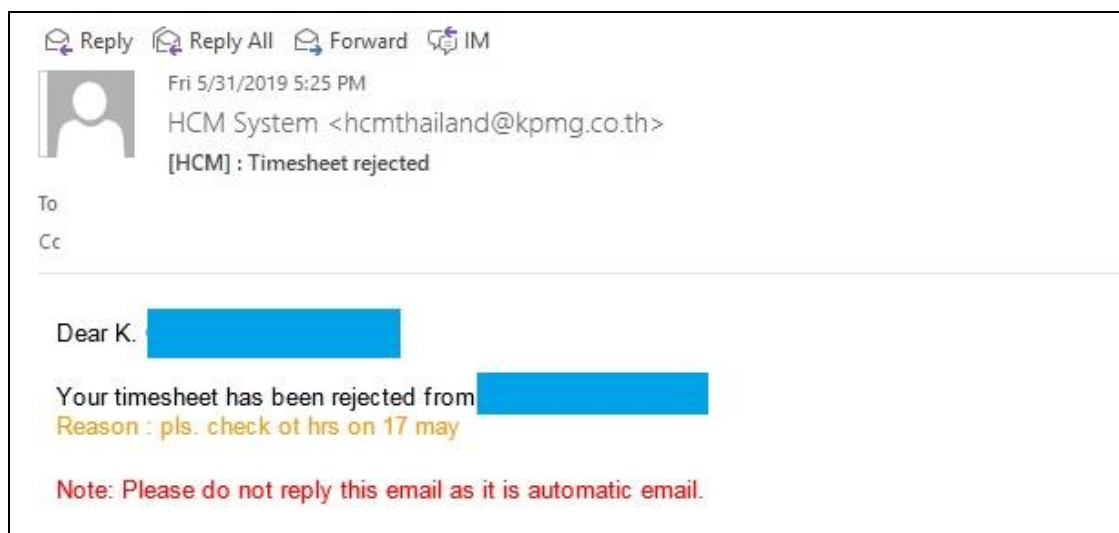 Reply Reply All Forward IM
Fri 5/31/2019 5:25 PM
HCM System <hcmthailand@kpmg.co.th>
[HCM] : Timesheet rejected
To
Cc
Dear K.
Your timesheet has been rejected from
Reason : pls. check ot hrs on 17 may
Note: Please do not reply this email as it is automatic email.